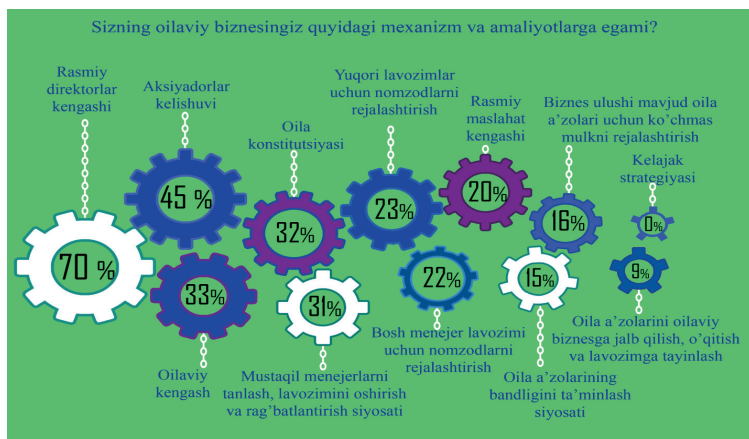 Sizning oilaviy biznesingiz quyidagi mexanizm va amaliyotlarga egami?
Rasmiy
direktorlar
kengashi
70 %
Aksiyadorlar
kelishuvi
45 %
33%
Oilaviy
kengash
Oila
konstitutsiyasi
32%
31%
Mustaqil menejerlarni
tanlash, lavozimini oshirish
va rag’batlantirish siyosati
Yuqori lavozimlar
uchun nomzodlarni
rejalashtirish
23%
22%
Bosh menejer lavozimi
uchun nomzodlarni
rejalashtirish
Rasmiy
maslahat
kengashi
20%
Biznes ulushi mavjud oila
a’zolari uchun ko’chmas
mulkni rejalashtirish
16%
15%
Oila a’zolarining
bandligini ta’minlash
siyosati
Kelajak
strategiyasi
0%
9%
Oila a’zolarini oilaviy
biznesga jalb qilish, o’qitish
va lavozimga tayinlash